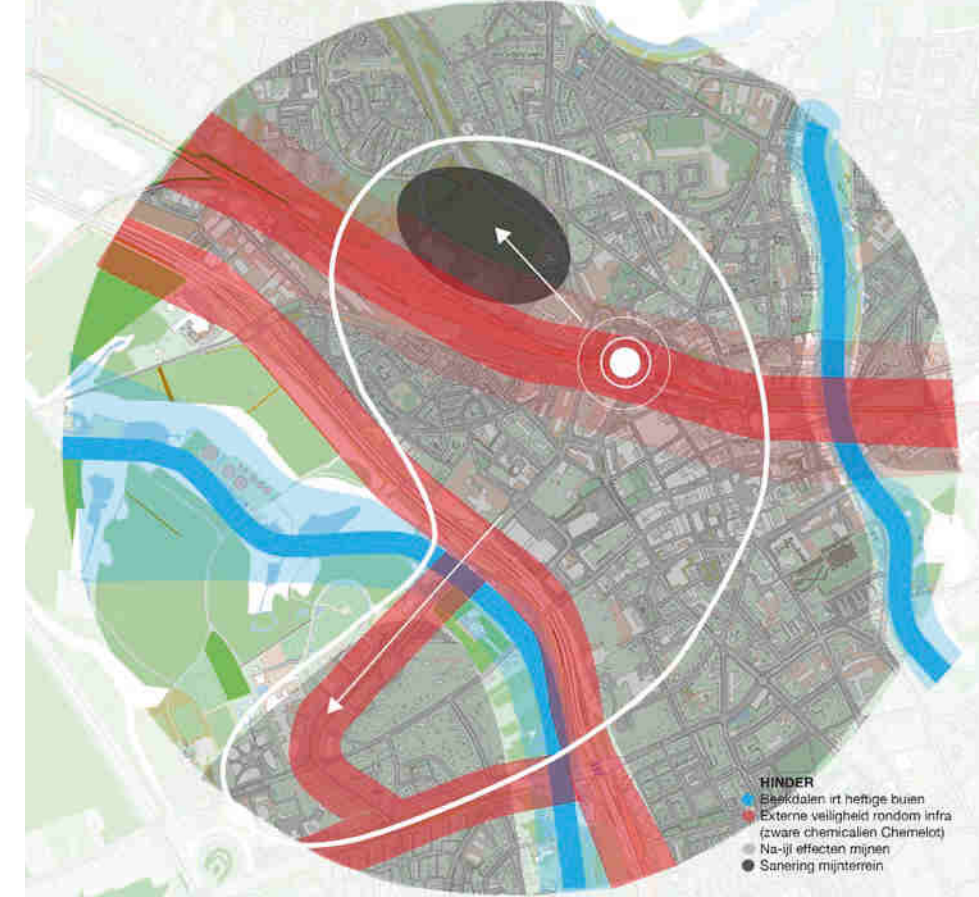 HINDER
Beekdalen irt heftige buien
Externe veiligheid rondom infra
(zware chemicalien Chemelot)
Na-ijl effecten mijnen
Sanering mijnterrein